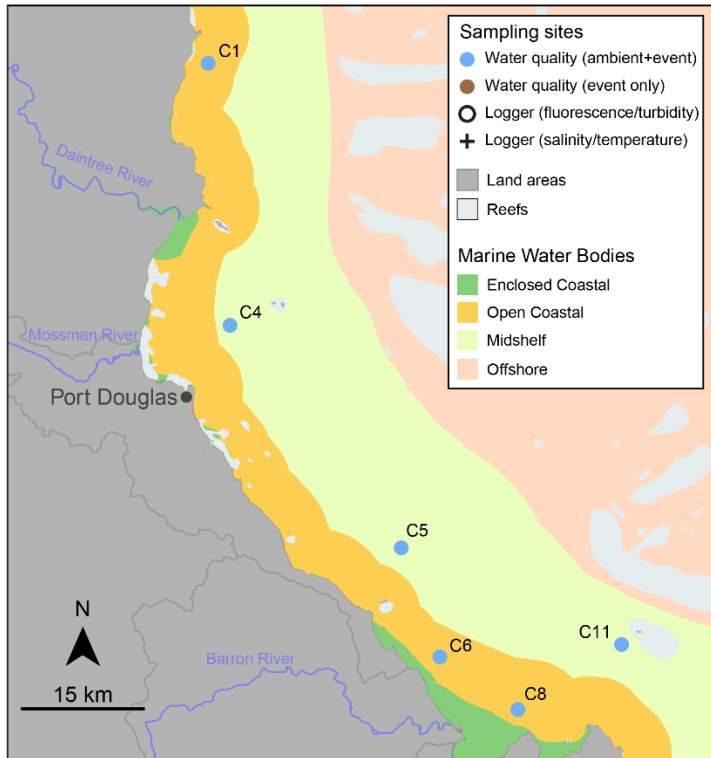 C1
Sampling sites
Water quality (ambient+event)
Water quality (event only)
Logger (fluorescence/turbidity)
Logger (salinity/temperature)
Land areas
Reefs
Marine Water Bodies
Enclosed Coastal
Open Coastal
Midshelf
Offshore
Daintree River
C4
Mossman River
Port Douglas
C5
N
15 km
C6
C11
Barron River
C8